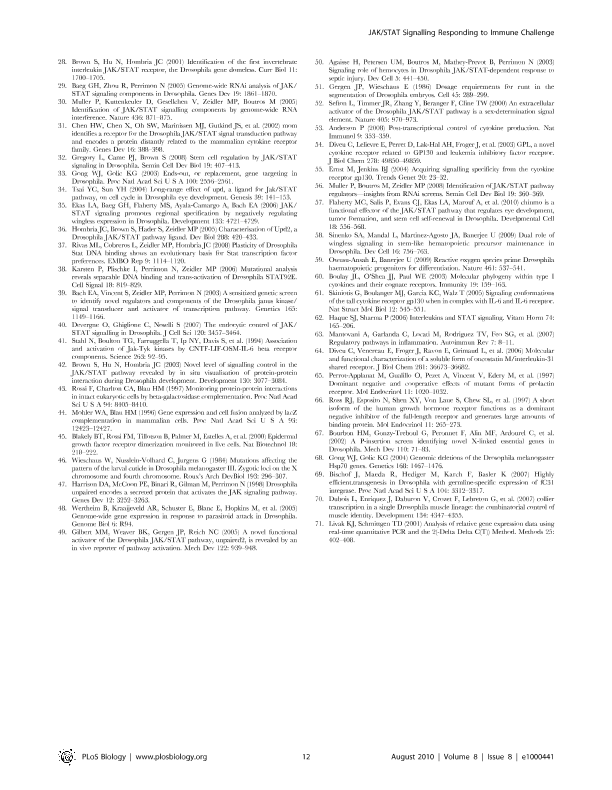 JAK/STAT Signalling Responding to Immune Challenge
28. Brown S, Hu N, Hombría JC (2001) Identification of the first invertebrate
interleukin JAK/STAT receptor, the Drosophila gene domeless. Curr Biol 11:
1700–1705.
29. Baeg GH, Zhou R, Perrimon N (2005) Genome-wide RNAi analysis of JAK/
STAT signaling components in Drosophila. Genes Dev 19: 1861–1870.
30. Muller P, Kuttenkeuler D, Gesellchen V, Zeidler MP, Boutros M (2005)
Identification of JAK/STAT signalling components by genome-wide RNA
interference. Nature 436: 871–875.
31. Chen HW, Chen X, Oh SW, Marinissen MJ, Gutkind JS, et al. (2002) mom
identifies a receptor for the Drosophila JAK/STAT signal transduction pathway
and encodes a protein distantly related to the mammalian cytokine receptor
family. Genes Dev 16: 388–398.
32. Gregory L, Came PJ, Brown S (2008) Stem cell regulation by JAK/STAT
signaling in Drosophila. Semin Cell Dev Biol 19: 407–413.
33. Gong WJ, Golic KG (2003) Ends-out, or replacement, gene targeting in
Drosophila. Proc Natl Acad Sci U S A 100: 2556–2561.
34. Tsai YC, Sun YH (2004) Long-range effect of upd, a ligand for Jak/STAT
pathway, on cell cycle in Drosophila eye development. Genesis 39: 141–153.
35. Ekas LA, Baeg GH, Flaherty MS, Ayala-Camargo A, Bach EA (2006) JAK/
STAT signaling promotes regional specification by negatively regulating
wingless expression in Drosophila. Development 133: 4721–4729.
36. Hombría JC, Brown S, Hader S, Zeidler MP (2005) Characterisation of Upd2, a
Drosophila JAK/STAT pathway ligand. Dev Biol 288: 420–433.
37. Rivas ML, Cobreros L, Zeidler MP, Hombría JC (2008) Plasticity of Drosophila
Stat DNA binding shows an evolutionary basis for Stat transcription factor
preferences. EMBO Rep 9: 1114–1120.
38. Karsten P, Plischke I, Perrimon N, Zeidler MP (2006) Mutational analysis
reveals separable DNA binding and trans-activation of Drosophila STAT92E.
Cell Signal 18: 819–829.
39. Bach EA, Vincent S, Zeidler MP, Perrimon N (2003) A sensitized genetic screen
to identify novel regulators and components of the Drosophila janus kinase/
signal transducer and activator of transcription pathway. Genetics 165:
1149–1166.
40. Devergne O, Ghiglione C, Noselli S (2007) The endocytic control of JAK/
STAT signalling in Drosophila. J Cell Sci 120: 3457–3464.
41. Stahl N, Boulton TG, Farruggella T, Ip NY, Davis S, et al. (1994) Association
and activation of Jak-Tyk kinases by CNTF-LIF-OSM-IL-6 beta receptor
components. Science 263: 92–95.
42. Brown S, Hu N, Hombría JC (2003) Novel level of signalling control in the
JAK/STAT pathway revealed by in situ visualisation of protein-protein
interaction during Drosophila development. Development 130: 3077–3084.
43. Rossi F, Charlton CA, Blau HM (1997) Monitoring protein-protein interactions
in intact eukaryotic cells by beta-galactosidase complementation. Proc Natl Acad
Sci U S A 94: 8405–8410.
44. Mohler WA, Blau HM (1996) Gene expression and cell fusion analyzed by lacZ
complementation in mammalian cells. Proc Natl Acad Sci U S A 93:
12423–12427.
45. Blakely BT, Rossi FM, Tillotson B, Palmer M, Estelles A, et al. (2000) Epidermal
growth factor receptor dimerization monitored in live cells. Nat Biotechnol 18:
218–222.
46. Wieschaus W, Nusslein-Volhard C, Jurgens G (1984) Mutations affecting the
pattern of the larval cuticle in Drosophila melanogaster III. Zygotic loci on the X
chromosome and fourth chromosome. Roux's Arch DevBiol 193: 296–307.
47. Harrison DA, McCoon PE, Binari R, Gilman M, Perrimon N (1998) Drosophila
unpaired encodes a secreted protein that activates the JAK signaling pathway.
Genes Dev 12: 3252–3263.
48. Wertheim B, Kraaijeveld AR, Schuster E, Blanc E, Hopkins M, et al. (2005)
Genome-wide gene expression in response to parasitoid attack in Drosophila.
Genome Biol 6: R94.
49. Gilbert MM, Weaver BK, Gergen JP, Reich NC (2005) A novel functional
activator of the Drosophila JAK/STAT pathway, unpaired2, is revealed by an
in vivo reporter of pathway activation. Mech Dev 122: 939–948.
50. Agaisse H, Petersen UM, Boutros M, Mathey-Prevot B, Perrimon N (2003)
Signaling role of hemocytes in Drosophila JAK/STAT-dependent response to
septic injury. Dev Cell 5: 441–450.
51. Gergen JP, Wieschaus E (1986) Dosage requirements for runt in the
segmentation of Drosophila embryos. Cell 45: 289–299.
52. Sefton L, Timmer JR, Zhang Y, Beranger F, Cline TW (2000) An extracellular
activator of the Drosophila JAK/STAT pathway is a sex-determination signal
element. Nature 405: 970–973.
53. Anderson P (2008) Post-transcriptional control of cytokine production. Nat
Immunol 9: 353–359.
54. Diveu C, Lelievre E, Perret D, Lak-Hal AH, Froger J, et al. (2003) GPL, a novel
cytokine receptor related to GP130 and leukemia inhibitory factor receptor.
J Biol Chem 278: 49850–49859.
55. Ernst M, Jenkins BJ (2004) Acquiring signalling specificity from the cytokine
receptor gp130. Trends Genet 20: 23–32.
56. Muller P, Boutros M, Zeidler MP (2008) Identification of JAK/STAT pathway
regulators—insights from RNAi screens. Semin Cell Dev Biol 19: 360–369.
57. Flaherty MC, Salis P, Evans CJ, Ekas LA, Marouf A, et al. (2010) chinmo is a
functional effector of the JAK/STAT pathway that regulates eye development,
tumor formation, and stem cell self-renewal in Drosophila. Developmental Cell
18: 556–568.
58. Sinenko SA, Mandal L, Martinez-Agosto JA, Banerjee U (2009) Dual role of
wingless signaling in stem-like hematopoietic precursor maintenance in
Drosophila. Dev Cell 16: 756–763.
59. Owusu-Ansah E, Banerjee U (2009) Reactive oxygen species prime Drosophila
haematopoietic progenitors for differentiation. Nature 461: 537–541.
60. Boulay JL, O'Shea JJ, Paul WE (2003) Molecular phylogeny within type I
cytokines and their cognate receptors. Immunity 19: 159–163.
61. Skiniotis G, Boulanger MJ, Garcia KC, Walz T (2005) Signaling conformations
of the tall cytokine receptor gp130 when in complex with IL-6 and IL-6 receptor.
Nat Struct Mol Biol 12: 545–551.
62. Haque SJ, Sharma P (2006) Interleukins and STAT signaling. Vitam Horm 74:
165–206.
63. Mantovani A, Garlanda C, Locati M, Rodriguez TV, Feo SG, et al. (2007)
Regulatory pathways in inflammation. Autoimmun Rev 7: 8–11.
64. Diveu C, Venereau E, Froger J, Ravon E, Grimaud L, et al. (2006) Molecular
and functional characterization of a soluble form of oncostatin M/interleukin-31
shared receptor. J Biol Chem 281: 36673–36682.
65. Perrot-Applanat M, Gualillo O, Pezet A, Vincent V, Edery M, et al. (1997)
Dominant negative and cooperative effects of mutant forms of prolactin
receptor. Mol Endocrinol 11: 1020–1032.
66. Ross RJ, Esposito N, Shen XY, Von Laue S, Chew SL, et al. (1997) A short
isoform of the human growth hormone receptor functions as a dominant
negative inhibitor of the full-length receptor and generates large amounts of
binding protein. Mol Endocrinol 11: 265–273.
67. Bourbon HM, Gonzy-Treboul G, Peronnet F, Alin MF, Ardourel C, et al.
(2002) A P-insertion screen identifying novel X-linked essential genes in
Drosophila. Mech Dev 110: 71–83.
68. Gong WJ, Golic KG (2004) Genomic deletions of the Drosophila melanogaster
Hsp70 genes. Genetics 168: 1467–1476.
69. Bischof J, Maeda R, Hediger M, Karch F, Basler K (2007) Highly
efficient.transgenesis in Drosophila with germline-specific expression of fC31
integrase. Proc Nad Acad Sci U S A 104: 3312–3317.
70. Dubois L, Enriquez J, Daburon V, Crozet F, Lebreton G, et al. (2007) collier
transcription in a single Drosophila muscle lineage: the combinatorial control of
muscle identity. Development 134: 4347–4355.
71. Livak KJ, Schmittgen TD (2001) Analysis of relative gene expression data using
real-time quantitative PCR and the 2(-Delta Delta C(T)) Method. Methods 25:
402–408.
PLoS Biology | www.plosbiology.org
12
August 2010 | Volume 8 | Issue 8 | e1000441